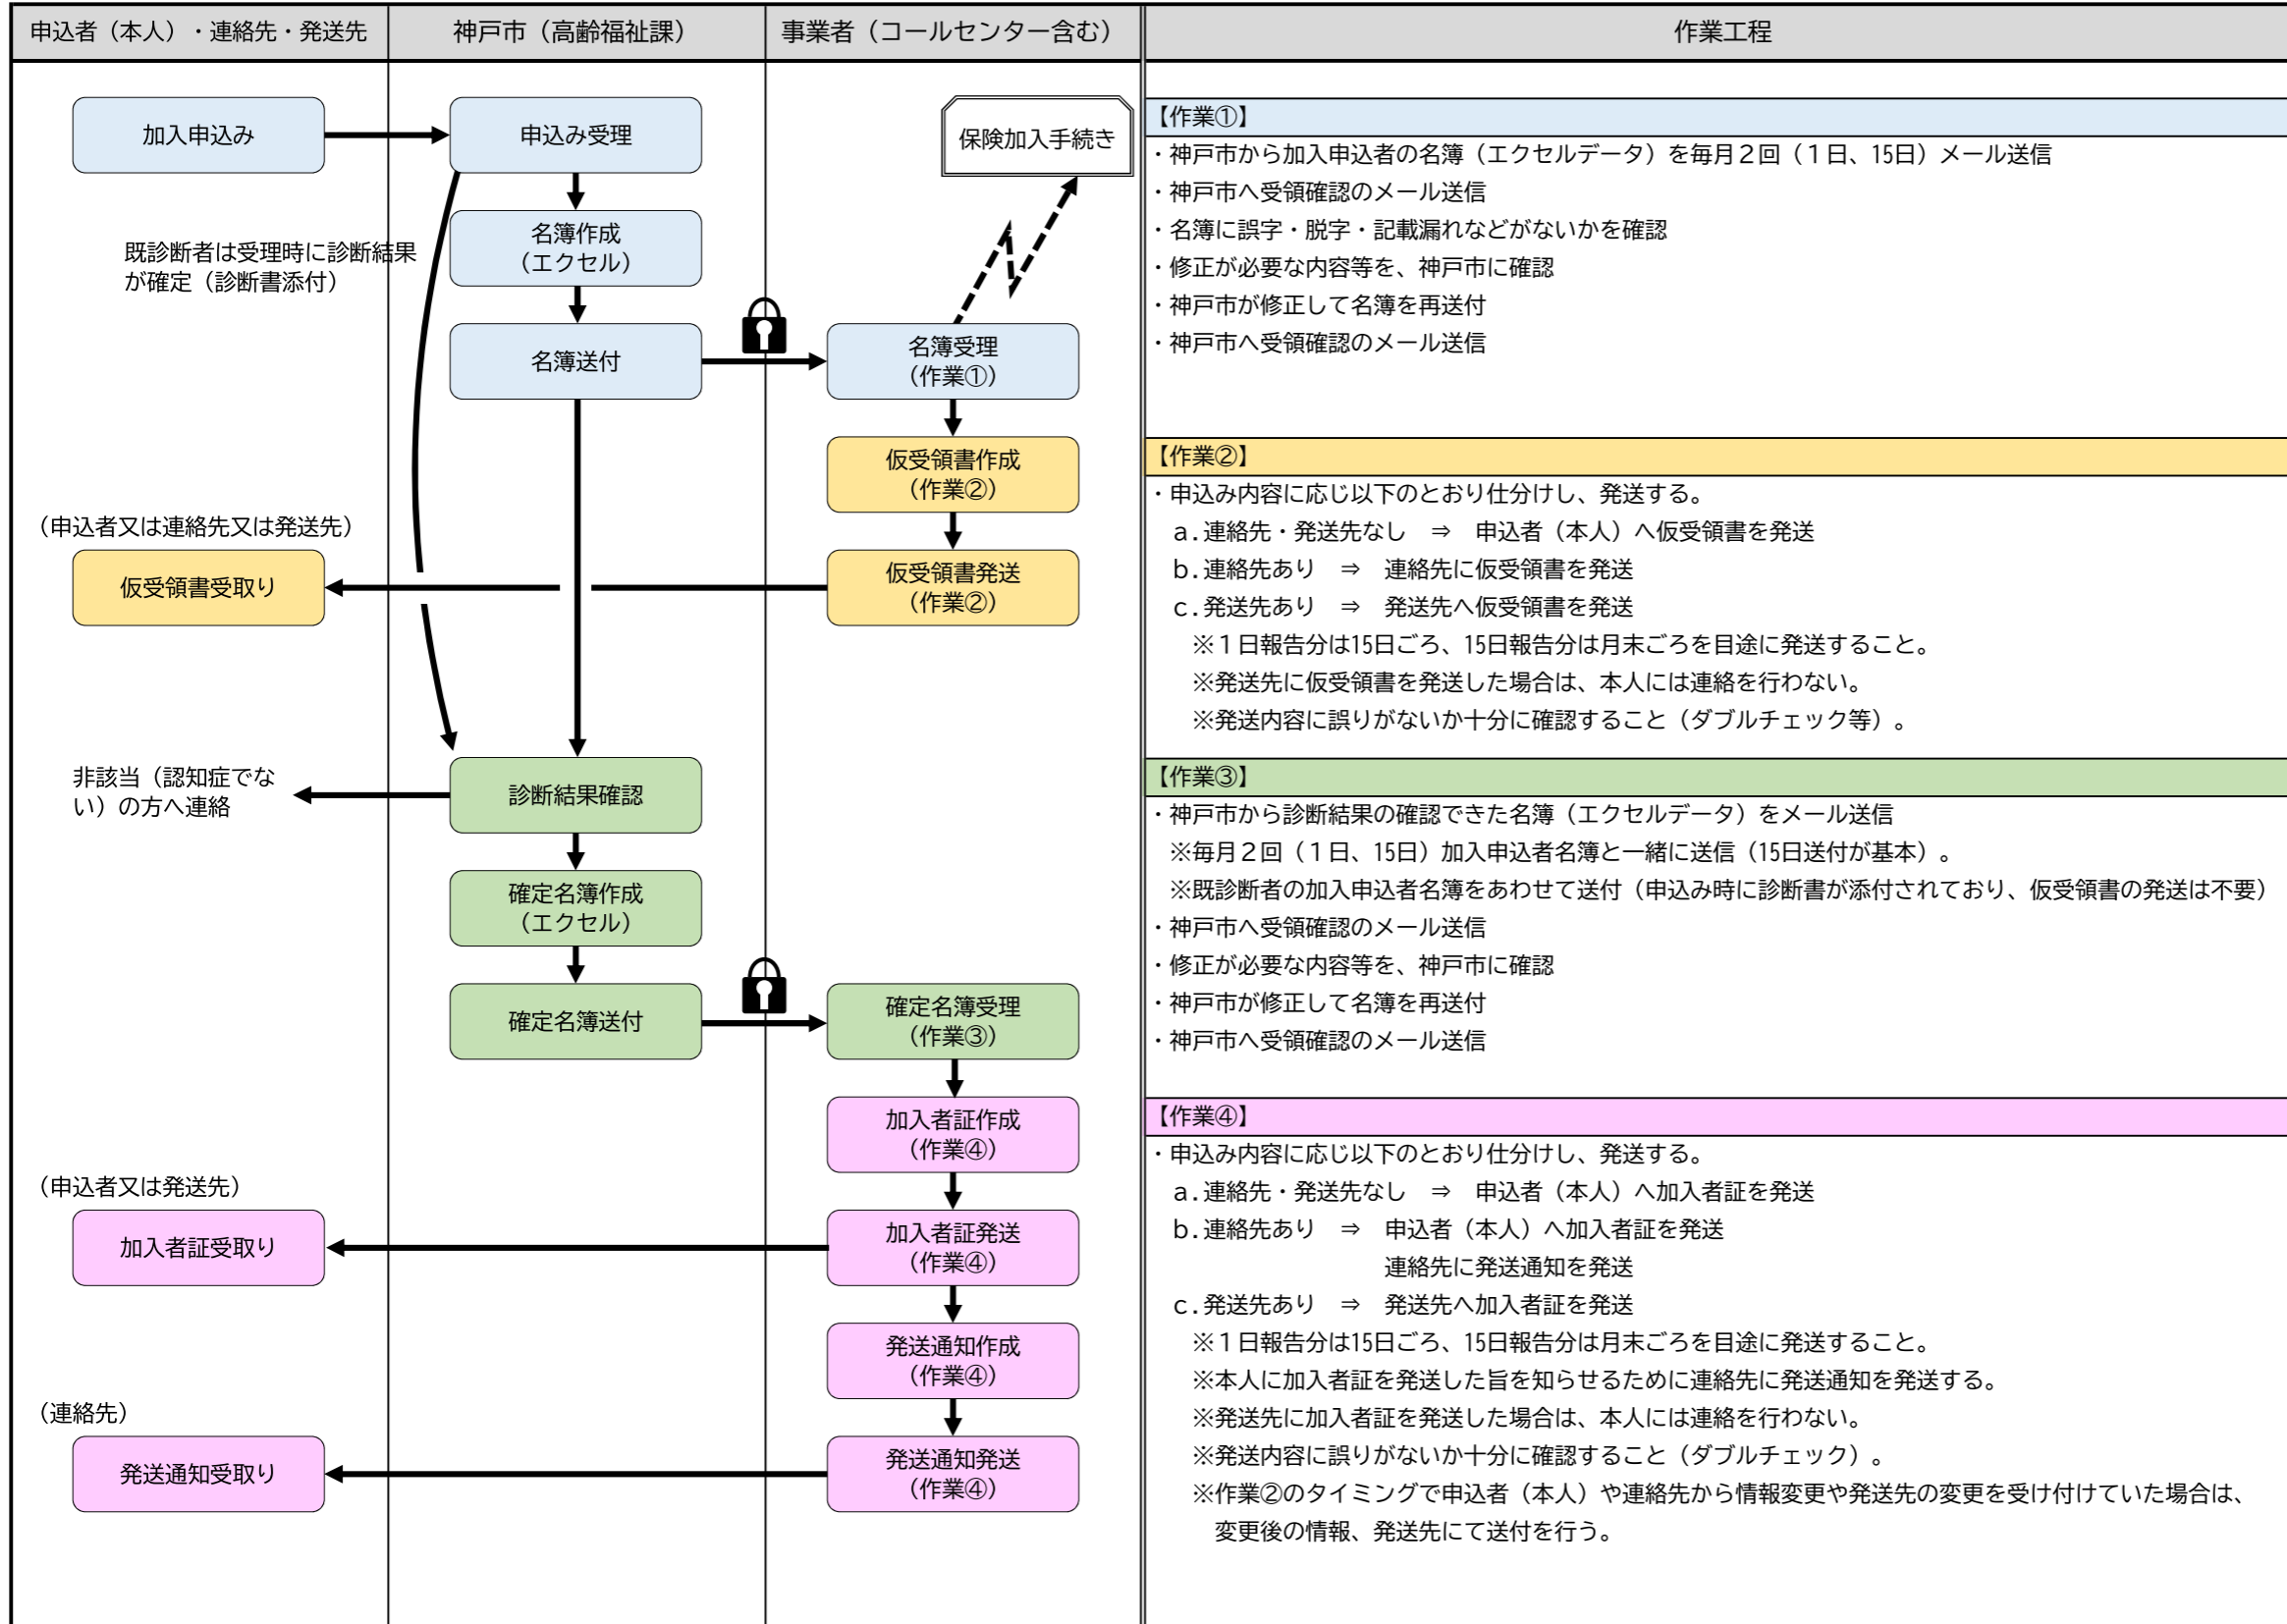 申込者（本人）・連絡先・発送先
神戸市（高齢福祉課）
事業者（コールセンター含む）
作業工程
加入申込み
申込み受理
保険加入手続き
既診断者は受理時に診断結果
が確定（診断書添付）
名簿作成
（エクセル）
名簿送付
名簿受理
（作業①）
仮受領書作成
（作業②）
（申込者又は連絡先又は発送先）
仮受領書受取り
仮受領書発送
（作業②）
非該当（認知症でな
い）の方へ連絡
診断結果確認
確定名簿作成
（エクセル）
確定名簿送付
確定名簿受理
（作業③）
加入者証作成
（作業④）
（申込者又は発送先）
加入者証受取り
加入者証発送
（作業④）
発送通知作成
（作業④）
（連絡先）
発送通知受取り
発送通知発送
（作業④）
【作業①】
・神戸市から加入申込者の名簿（エクセルデータ）を毎月２回（１日、15日）メール送信
・神戸市へ受領確認のメール送信
・名簿に誤字・脱字・記載漏れなどがないかを確認
・修正が必要な内容等を、神戸市に確認
・神戸市が修正して名簿を再送付
・神戸市へ受領確認のメール送信
【作業②】
・申込み内容に応じ以下のとおり仕分けし、発送する。
ａ．連絡先・発送先なし　⇒　申込者（本人）へ仮受領書を発送
ｂ．連絡先あり　⇒　連絡先に仮受領書を発送
ｃ．発送先あり　⇒　発送先へ仮受領書を発送
※１日報告分は15日ごろ、15日報告分は月末ごろを目途に発送すること。
※発送先に仮受領書を発送した場合は、本人には連絡を行わない。
※発送内容に誤りがないか十分に確認すること（ダブルチェック等）。
【作業③】
・神戸市から診断結果の確認できた名簿（エクセルデータ）をメール送信
※毎月２回（１日、15日）加入申込者名簿と一緒に送信（15日送付が基本）。
※既診断者の加入申込者名簿をあわせて送付（申込み時に診断書が添付されており、仮受領書の発送は不要）
・神戸市へ受領確認のメール送信
・修正が必要な内容等を、神戸市に確認
・神戸市が修正して名簿を再送付
・神戸市へ受領確認のメール送信
【作業④】
・申込み内容に応じ以下のとおり仕分けし、発送する。
ａ．連絡先・発送先なし　⇒　申込者（本人）へ加入者証を発送
ｂ．連絡先あり　⇒　申込者（本人）へ加入者証を発送
連絡先に発送通知を発送
ｃ．発送先あり　⇒　発送先へ加入者証を発送
※１日報告分は15日ごろ、15日報告分は月末ごろを目途に発送すること。
※本人に加入者証を発送した旨を知らせるために連絡先に発送通知を発送する。
※発送先に加入者証を発送した場合は、本人には連絡を行わない。
※発送内容に誤りがないか十分に確認すること（ダブルチェック）。
※作業②のタイミングで申込者（本人）や連絡先から情報変更や発送先の変更を受け付けていた場合は、
変更後の情報、発送先にて送付を行う。